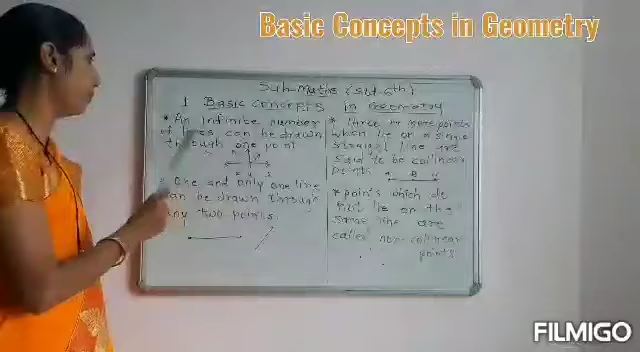 Basic Concepts in Geometry
Sub- Maths (Std-6th)
1 Basic Concepts in Geometry
* An infinite number
of lines can be drawn
through one point
* One and only one line
can be drawn through
any two points.
* Three or more points
which lie on a single
straight line are
said to be collinear
points
* points which do
not lie on the
same line are
called non-collinear
points
FILMIGO